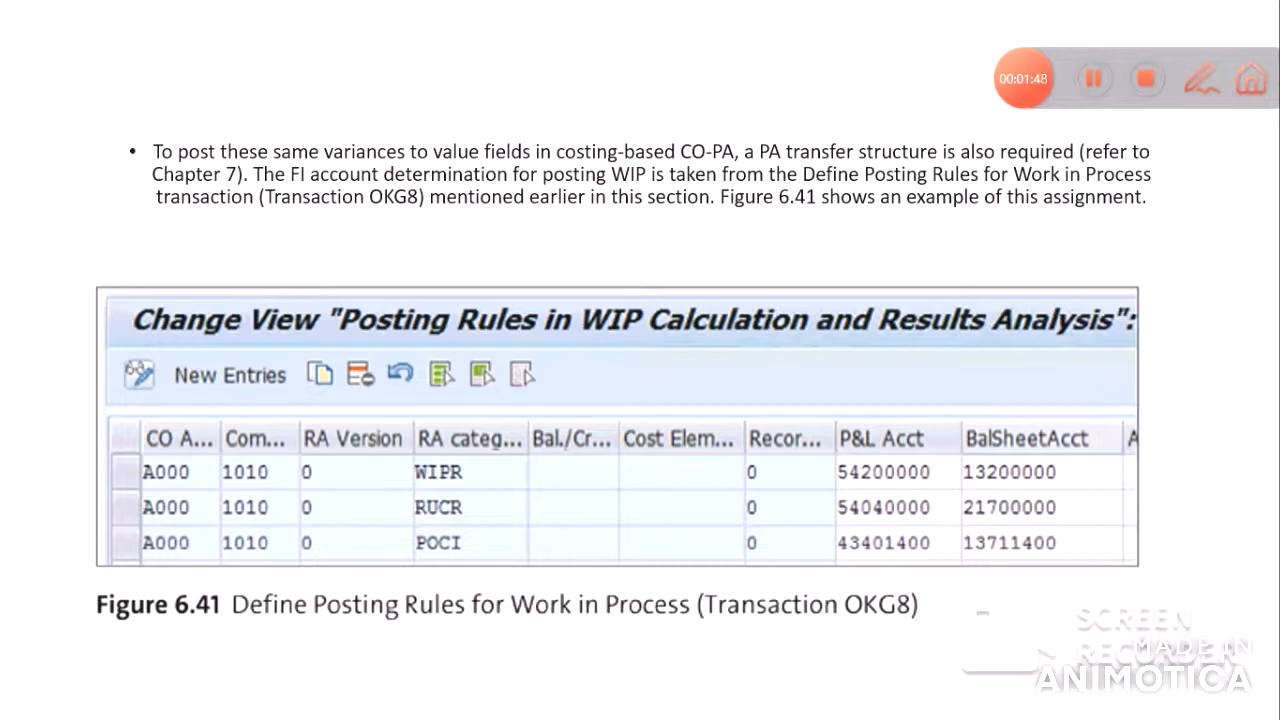 00:01:48
• To post these same variances to value fields in costing-based CO-PA, a PA transfer structure is also required (refer to
Chapter 7). The FI account determination for posting WIP is taken from the Define Posting Rules for Work in Process
transaction (Transaction OKG8) mentioned earlier in this section. Figure 6.41 shows an example of this assignment.
Change View "Posting Rules in WIP Calculation and Results Analysis":
New Entries
CO A... Com... RA Version RA categ... Bal./Cr... Cost Elem... Recor... P&L Acct BalSheetAcct A
A000 1010 0 WIPR 0 54200000 13200000
A000 1010 0 RUCR 0 54040000 21700000
A000 1010 0 POCI 0 43401400 13711400
Figure 6.41 Define Posting Rules for Work in Process (Transaction OKG8)
SCREEN
RECORDER
MADE IN
ANIMOTICA